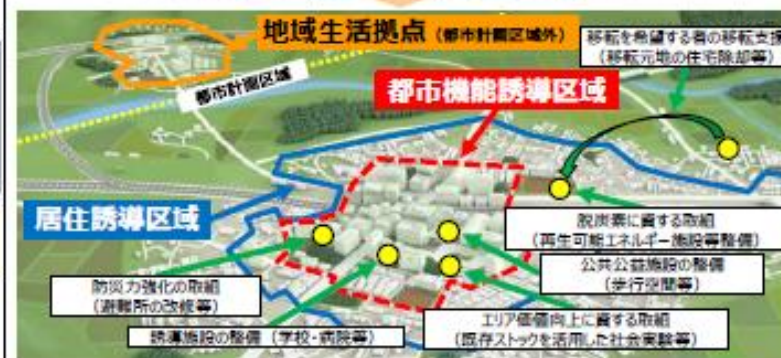 地域生活拠点(都市計画区域外)
移転を希望する者の移転支援
(移転元地の住宅除却等)
都市計画区域
都市機能誘導区域
居住誘導区域
脱炭素に資する取組
(再生可能エネルギー施設等整備)
公共公益施設の整備
(歩行空間等)
防災力強化の取組
(避難所の改修等)
エリア価値向上に資する取組
(既存ストックを活用した社会実験等)
誘導施設の整備(学校・病院等)